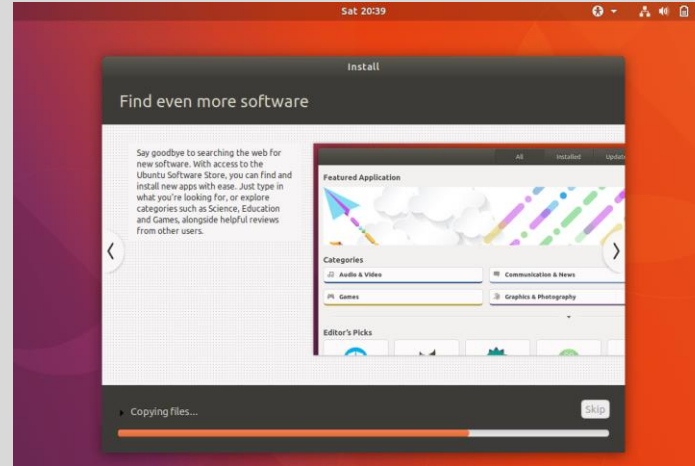 Sat 20:39
Install
Find even more software
Say goodbye to searching the web for
new software. With access to the
Ubuntu Software Store, you can find and
install new apps with ease. Just type in
what you're looking for, or explore
categories such as Science, Education
and Games, alongside helpful reviews
from other users.
All Installed
Featured Application
Categories
Audio & Video Communication & News
Games Graphics & Photography
Editor's Picks
Copying files...
Skip